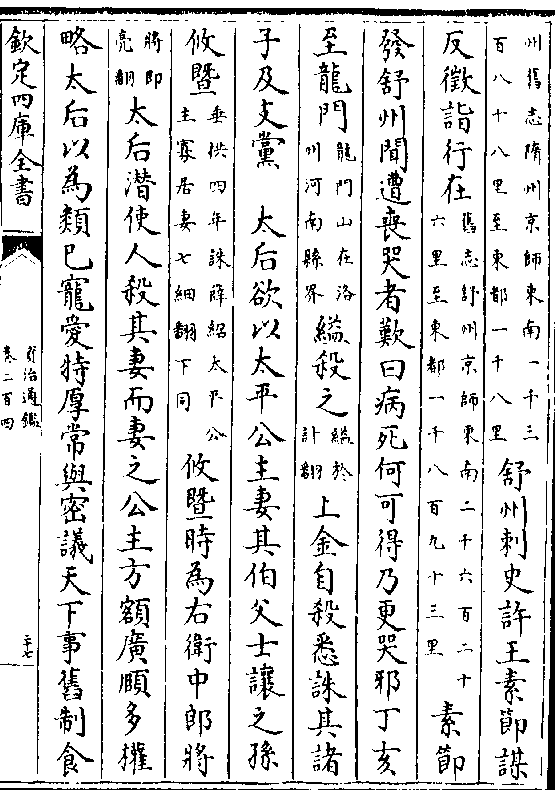 州舊志隋州京師東南一千三
百八十八里至東都一千八里
舒州刺史許王素節謀
反徵詣行在
舊志舒州京師東南二千六百二十
六里至東都一千八百九十三里
素節
發舒州聞遭喪哭者歎曰病死何可得乃更哭邪丁亥
至龍門
龍門山在洛
州河南縣界
縊殺之
縊於
計翻
上金自殺悉誅其諸
子及支黨　太后欲以太平公主妻其伯父士讓之孫
攸暨
垂拱四年誅薛紹太平公
主寡居妻七細翻下同
攸暨時為右衛中郎將
將即
亮翻
太后潛使人殺其妻而妻之公主方額廣頤多權
略太后以為類己寵愛特厚常與密議天下事舊制食
欽定四庫全書
資治通鑑
卷二百四
三十七